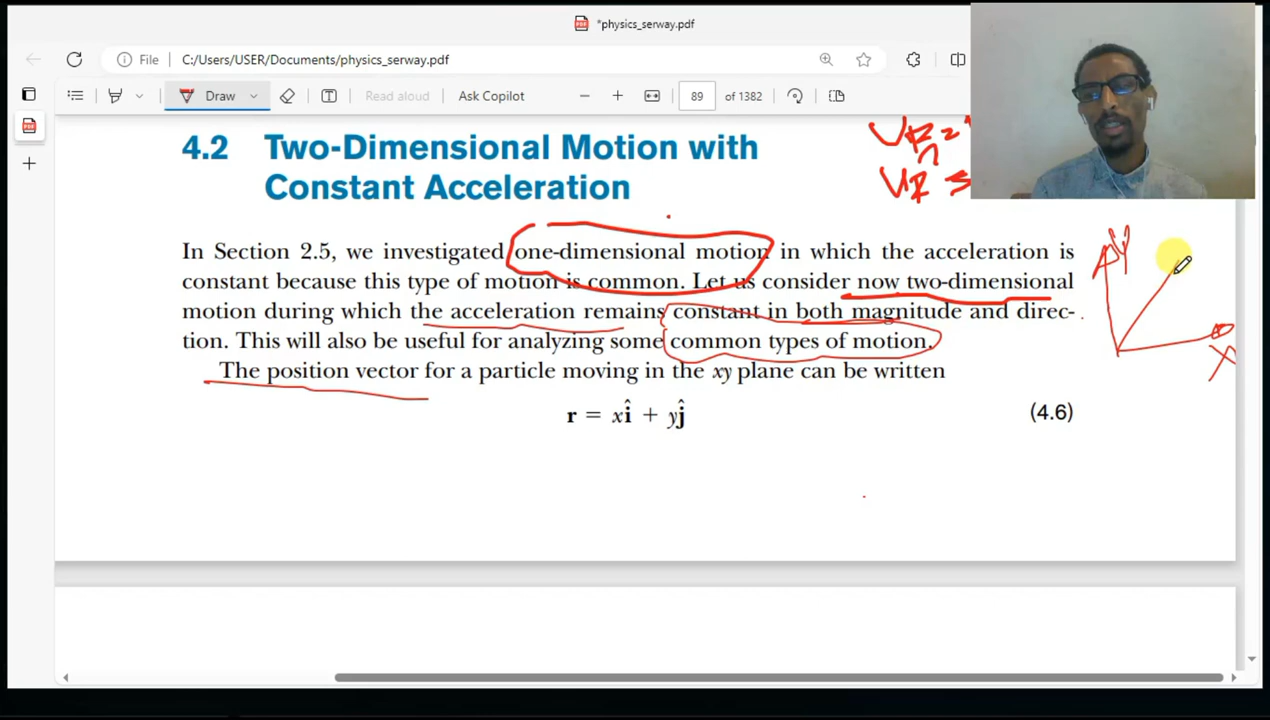 *physics_serway.pdf
File C:/Users/USER/Documents/physics_serway.pdf
Draw Read aloud Ask Copilot 89 of 1382
4.2 Two-Dimensional Motion with
Constant Acceleration
In Section 2.5, we investigated one-dimensional motion in which the acceleration is
constant because this type of motion is common. Let us consider now two-dimensional
motion during which the acceleration remains constant in both magnitude and direc-
tion. This will also be useful for analyzing some common types of motion.
The position vector for a particle moving in the xy plane can be written
r = xî + yĵ (4.6)
Y
X